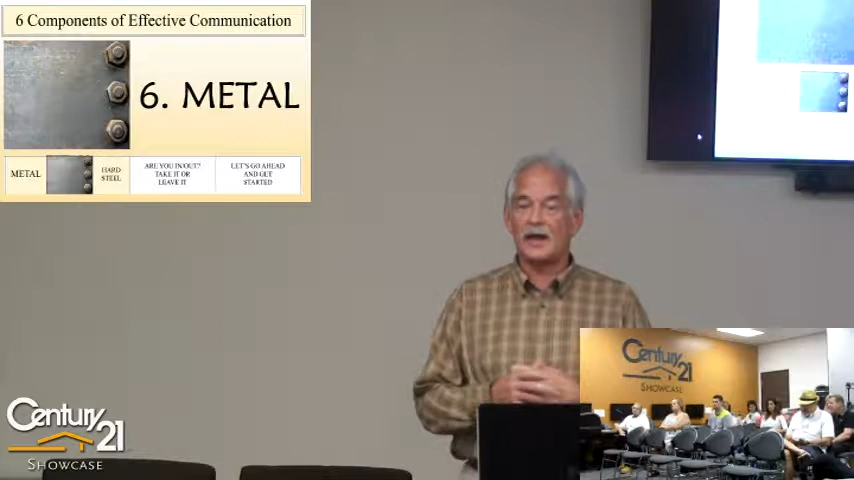 6 Components of Effective Communication
6. METAL
METAL
HARD
STEEL
ARE YOU IN/OUT?
TAKE IT OR
LEAVE IT
LET'S GO AHEAD
AND GET
STARTED
Century 21
SHOWCASE
Century 21
SHOWCASE